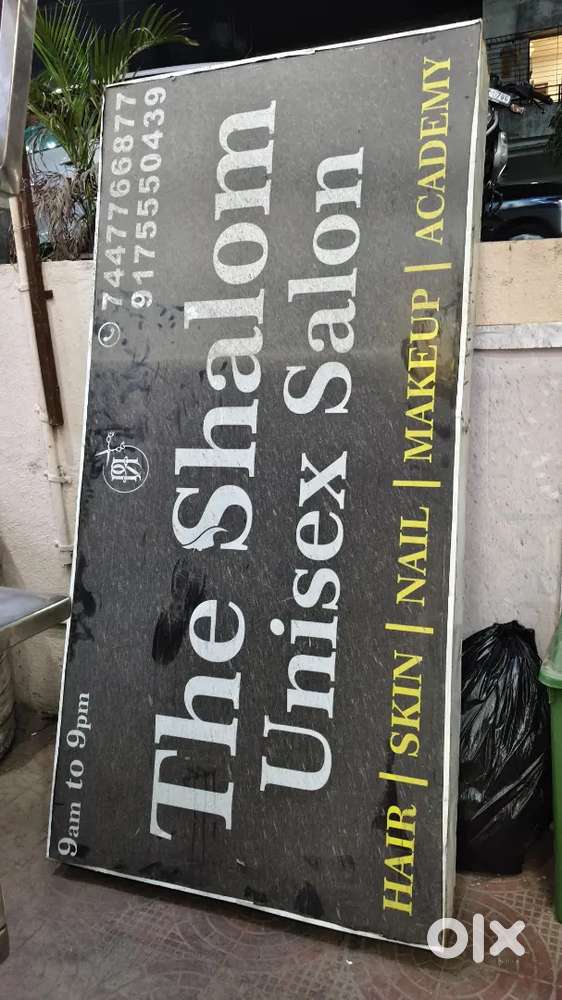 7447766877
9175550439
9am to 9pm
The Shalom
Unisex Salon
HAIR | SKIN | NAIL | MAKEUP | ACADEMY
olx